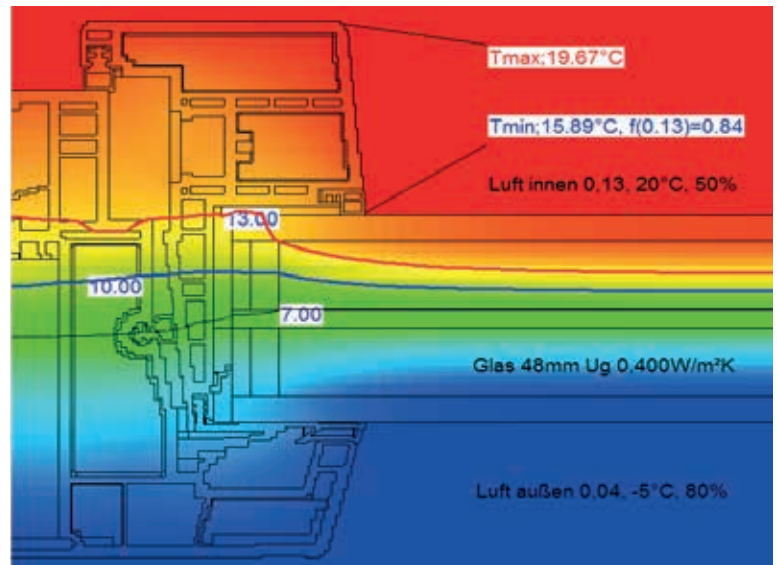 Tmax;19.67°C
Tmin;15.89°C, f(0.13)=0.84
Luft innen 0,13, 20°C, 50%
13.00
10.00
7.00
Glas 48mm Ug 0,400W/m²K
Luft außen 0,04, -5°C, 80%